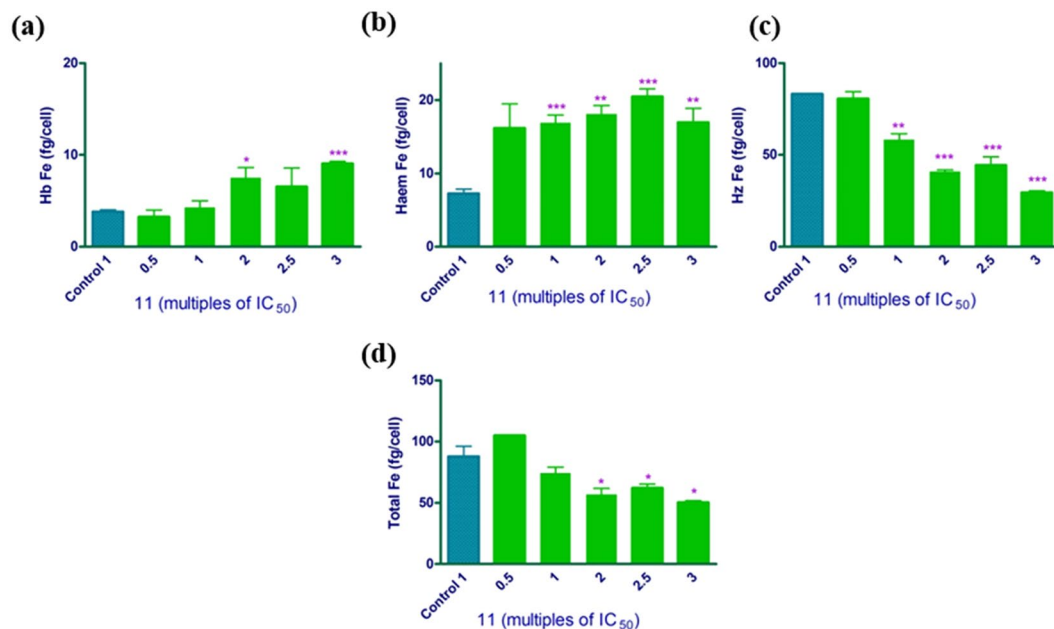 (a)
Hb Fe (fg/cell)
20
10
0
*
***
Control 1
0.5
1
2
2.5
3
11 (multiples of IC50)
(b)
Haem Fe (fg/cell)
20
10
0
***
**
***
**
Control 1
0.5
1
2
2.5
3
11 (multiples of IC50)
(c)
Hz Fe (fg/cell)
100
50
0
**
***
***
***
Control 1
0.5
1
2
2.5
3
11 (multiples of IC50)
(d)
Total Fe (fg/cell)
150
100
50
0
*
*
*
Control 1
0.5
1
2
2.5
3
11 (multiples of IC50)